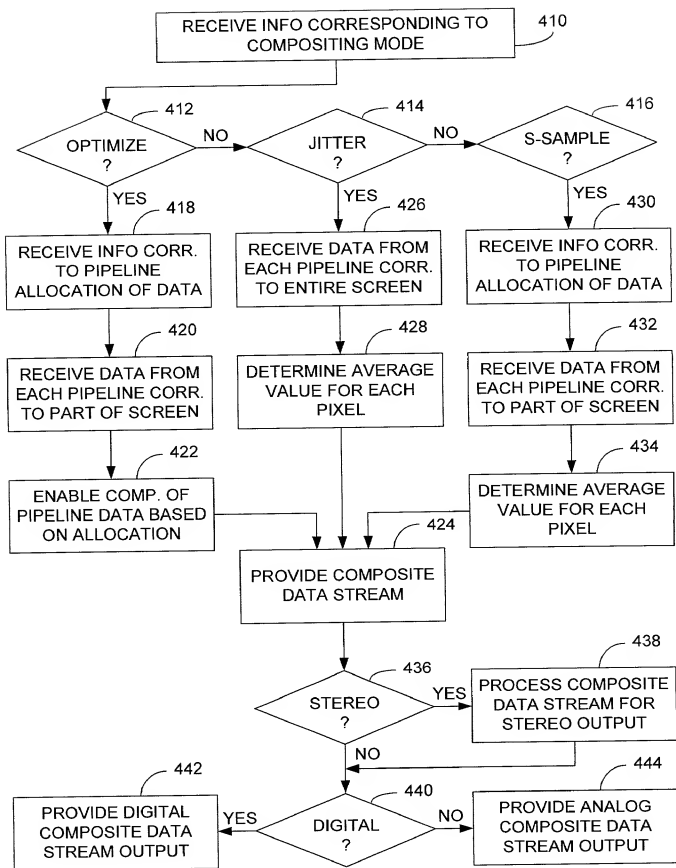 RECEIVE INFO CORRESPONDING TO
COMPOSITING MODE
410
412
OPTIMIZE
?
NO
414
JITTER
?
NO
416
S-SAMPLE
?
YES
YES
YES
418
RECEIVE INFO CORR.
TO PIPELINE
ALLOCATION OF DATA
426
RECEIVE DATA FROM
EACH PIPELINE CORR.
TO ENTIRE SCREEN
430
RECEIVE INFO CORR.
TO PIPELINE
ALLOCATION OF DATA
420
RECEIVE DATA FROM
EACH PIPELINE CORR.
TO PART OF SCREEN
428
DETERMINE AVERAGE
VALUE FOR EACH
PIXEL
432
RECEIVE DATA FROM
EACH PIPELINE CORR.
TO PART OF SCREEN
422
ENABLE COMP. OF
PIPELINE DATA BASED
ON ALLOCATION
434
DETERMINE AVERAGE
VALUE FOR EACH
PIXEL
424
PROVIDE COMPOSITE
DATA STREAM
436
STEREO
?
YES
438
PROCESS COMPOSITE
DATA STREAM FOR
STEREO OUTPUT
NO
442
PROVIDE DIGITAL
COMPOSITE DATA
STREAM OUTPUT
YES
440
DIGITAL
?
NO
444
PROVIDE ANALOG
COMPOSITE DATA
STREAM OUTPUT